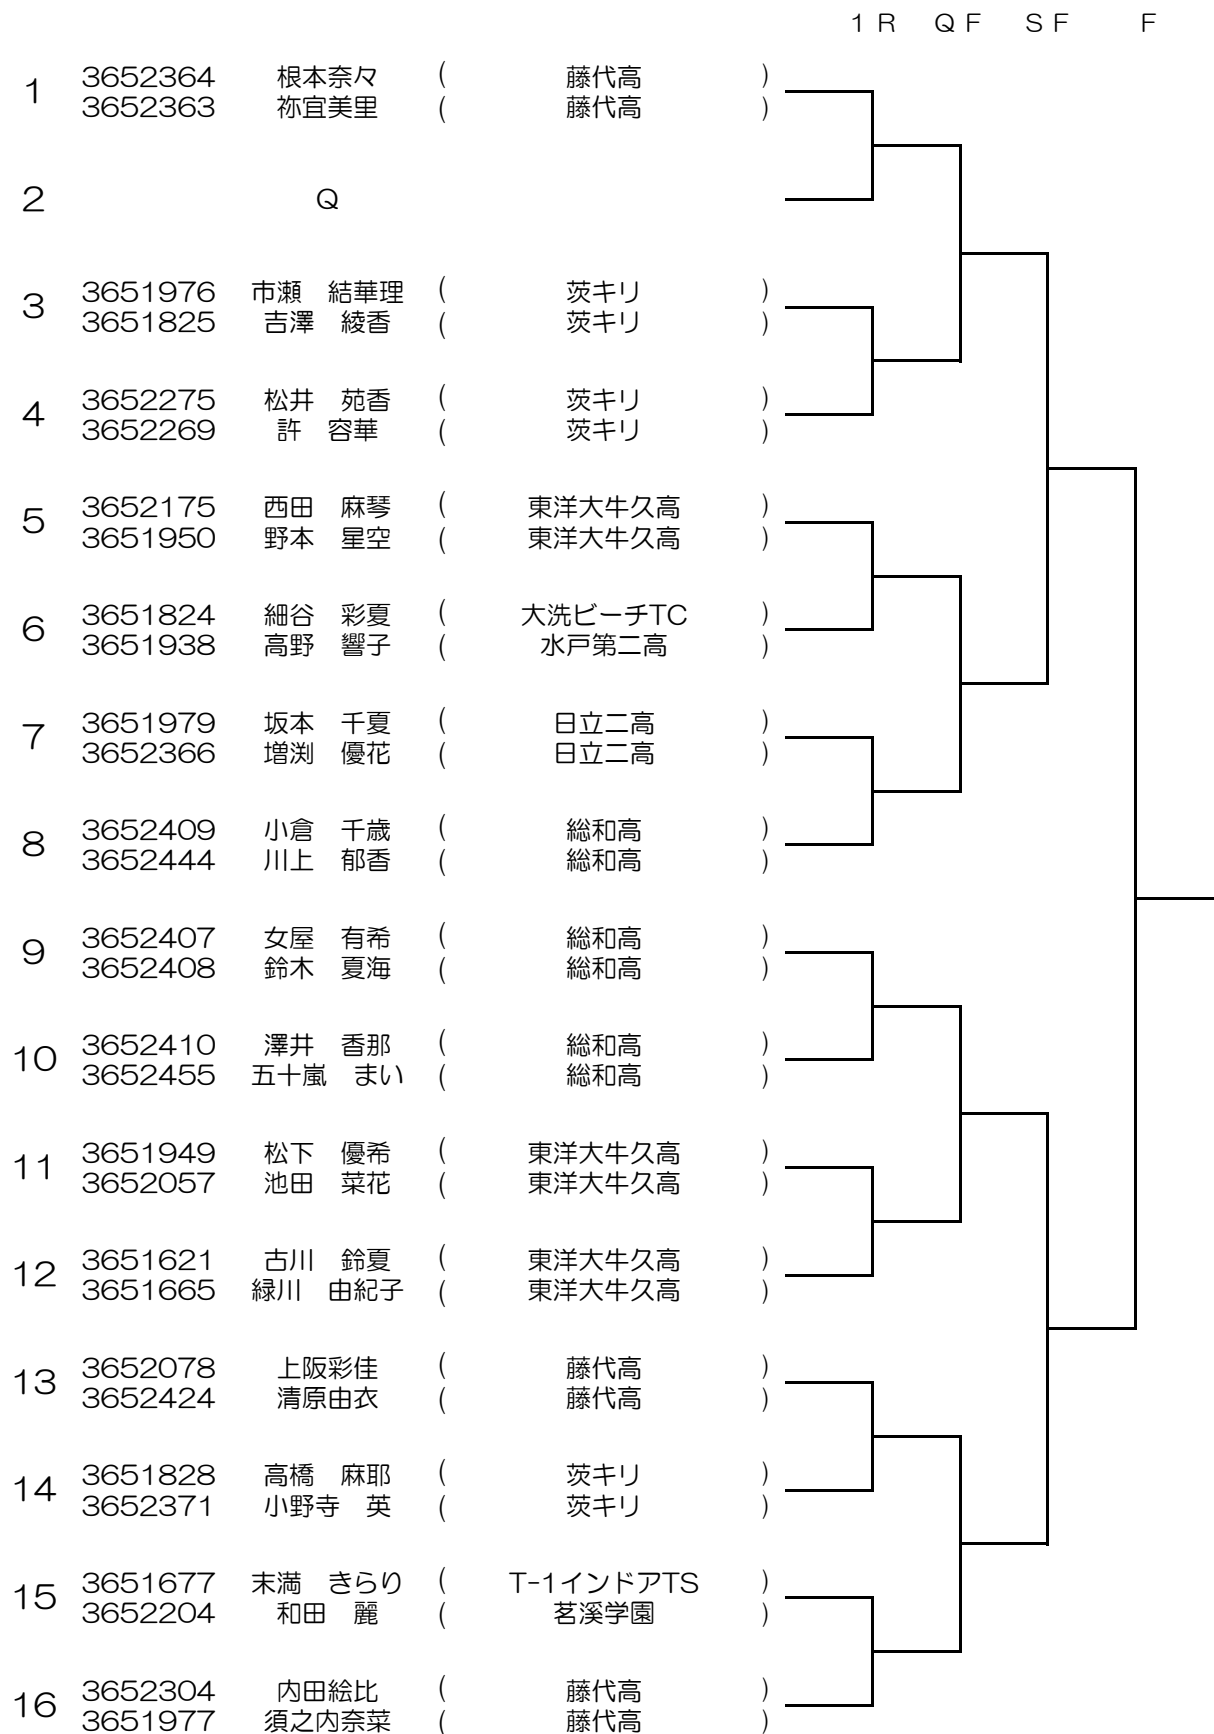 １Ｒ　ＱＦ　ＳＦ　Ｆ
1 3652364 根本奈々 ( 藤代高 )
3652363 祢宜美里 ( 藤代高 )
2 Q
3 3651976 市瀬　結華理 ( 茨キリ )
3651825 吉澤　綾香 ( 茨キリ )
4 3652275 松井　苑香 ( 茨キリ )
3652269 許　容華 ( 茨キリ )
5 3652175 西田　麻琴 ( 東洋大牛久高 )
3651950 野本　星空 ( 東洋大牛久高 )
6 3651824 細谷　彩夏 ( 大洗ビーチTC )
3651938 高野　響子 ( 水戸第二高 )
7 3651979 坂本　千夏 ( 日立二高 )
3652366 増渕　優花 ( 日立二高 )
8 3652409 小倉　千歳 ( 総和高 )
3652444 川上　郁香 ( 総和高 )
9 3652407 女屋　有希 ( 総和高 )
3652408 鈴木　夏海 ( 総和高 )
10 3652410 澤井　香那 ( 総和高 )
3652455 五十嵐　まい ( 総和高 )
11 3651949 松下　優希 ( 東洋大牛久高 )
3652057 池田　菜花 ( 東洋大牛久高 )
12 3651621 古川　鈴夏 ( 東洋大牛久高 )
3651665 緑川　由紀子 ( 東洋大牛久高 )
13 3652078 上阪彩佳 ( 藤代高 )
3652424 清原由衣 ( 藤代高 )
14 3651828 高橋　麻耶 ( 茨キリ )
3652371 小野寺　英 ( 茨キリ )
15 3651677 末満　きらり ( T-1インドアTS )
3652204 和田　麗 ( 茗溪学園 )
16 3652304 内田絵比 ( 藤代高 )
3651977 須之内奈菜 ( 藤代高 )